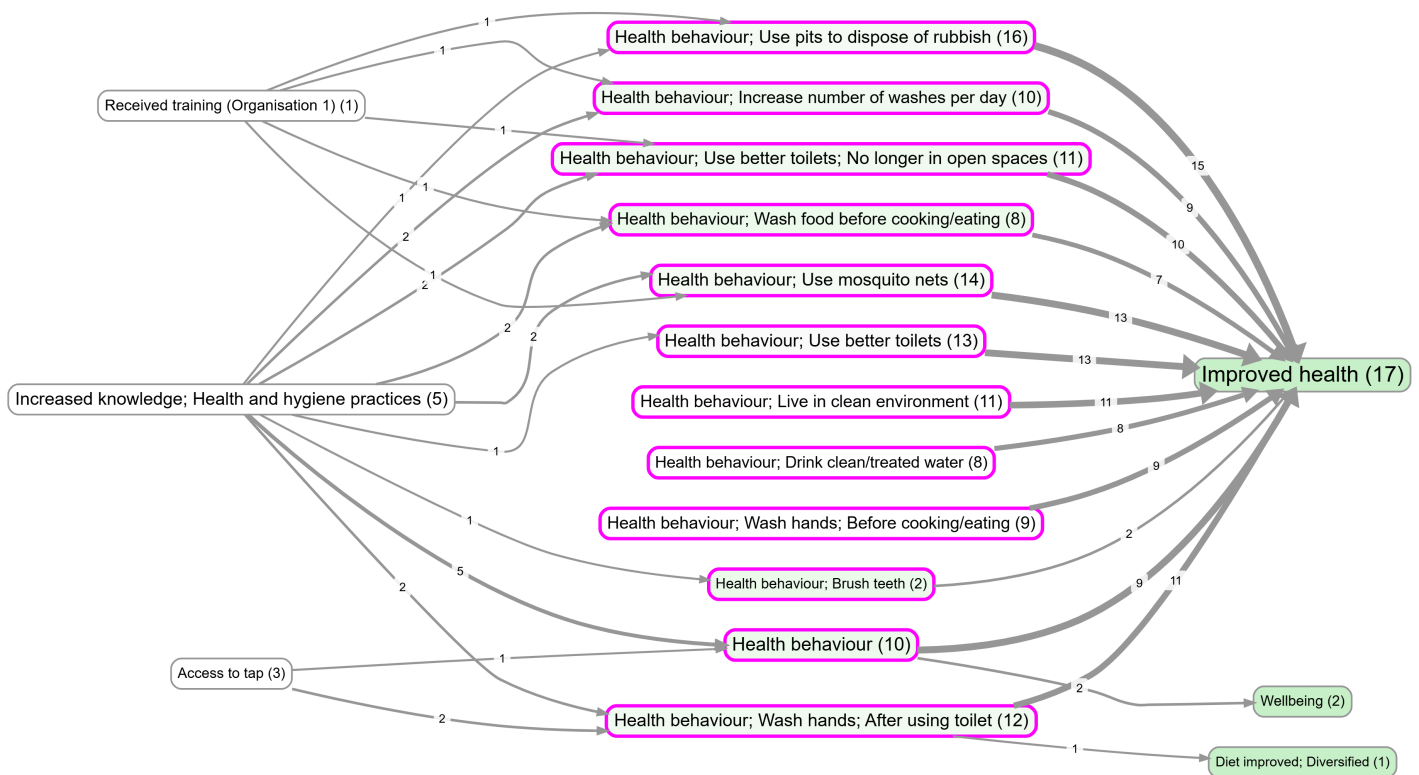 1
Health behaviour; Use pits to dispose of rubbish (16)
1
Received training (Organisation 1) (1)
Health behaviour; Increase number of washes per day (10)
1
Health behaviour; Use better toilets; No longer in open spaces (11)
15
1
1
9
Health behaviour; Wash food before cooking/eating (8)
2
10
1
2
Health behaviour; Use mosquito nets (14)
7
13
2
2
Health behaviour; Use better toilets (13)
13
Improved health (17)
Increased knowledge; Health and hygiene practices (5)
Health behaviour; Live in clean environment (11)
11
8
1
Health behaviour; Drink clean/treated water (8)
9
1
Health behaviour; Wash hands; Before cooking/eating (9)
2
5
2
Health behaviour; Brush teeth (2)
9
11
Health behaviour (10)
1
Access to tap (3)
2
Wellbeing (2)
2
Health behaviour; Wash hands; After using toilet (12)
1
Diet improved; Diversified (1)